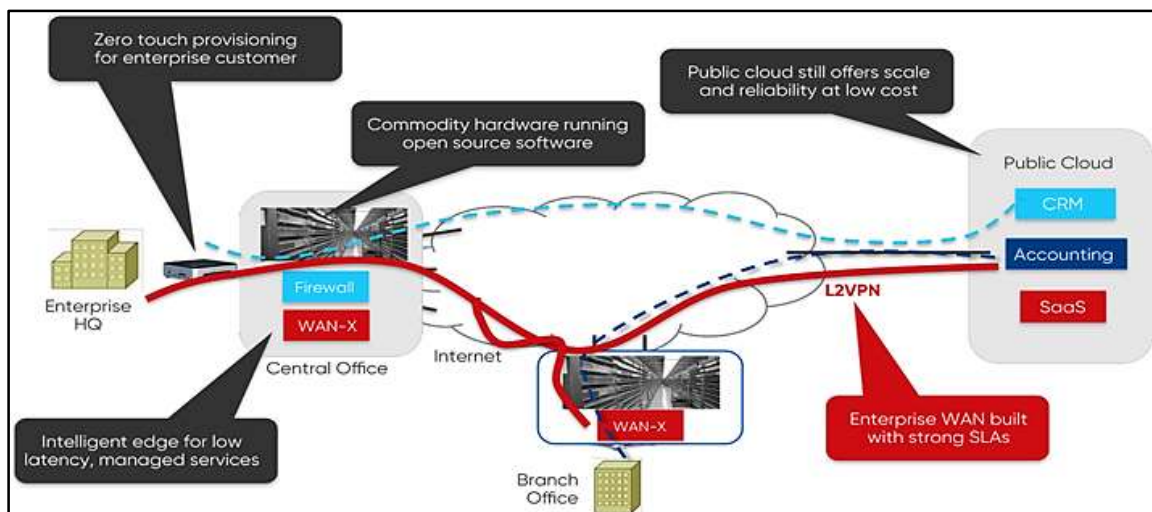 Zero touch provisioning
for enterprise customer
Public cloud still offers scale
and reliability at low cost
Commodity hardware running
open source software
Public Cloud
CRM
Accounting
SaaS
Enterprise
HQ
Firewall
WAN-X
Central Office
Internet
L2VPN
WAN-X
Intelligent edge for low
latency, managed services
Enterprise WAN built
with strong SLAs
Branch
Office